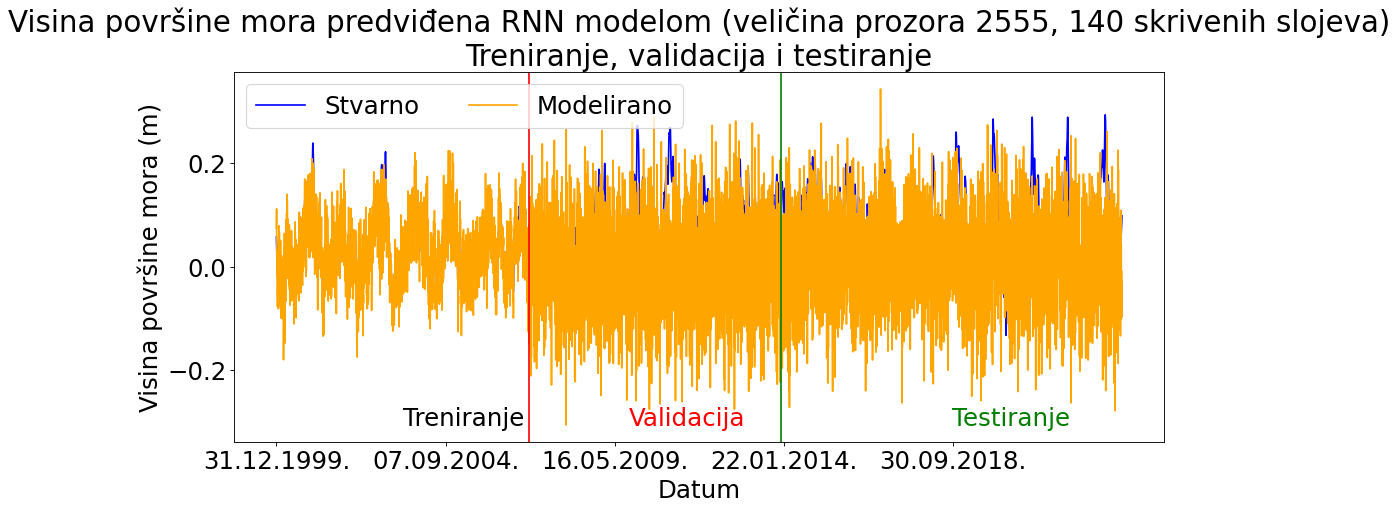 Visina površine mora predviđena RNN modelom (veličina prozora 2555, 140 skrivenih slojeva)
Treniranje, validacija i testiranje
Stvarno
Modelirano
Visina površine mora (m)
0.2
0.0
−0.2
Treniranje
Validacija
Testiranje
31.12.1999.
07.09.2004.
16.05.2009.
22.01.2014.
30.09.2018.
Datum